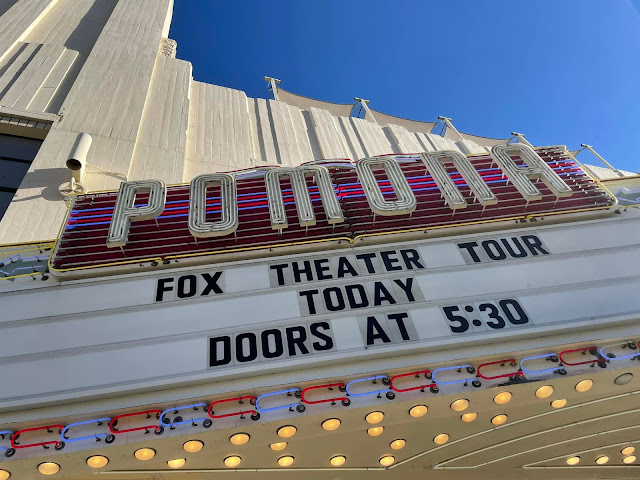 POMONA
FOX THEATER TOUR
TODAY
DOORS AT 5:30